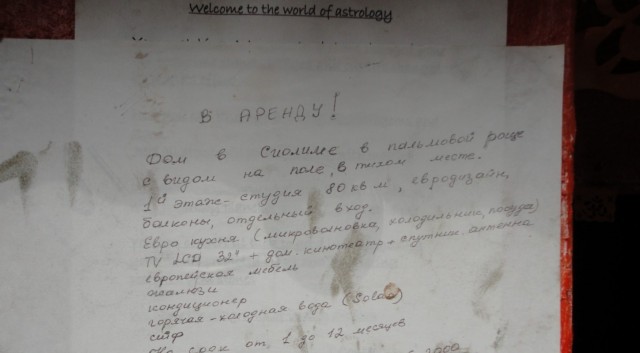 Welcome to the world of astrology
В АРЕНДУ!
Дом в Сиолиме в пальмовой роще
с видом на поле, в тихом месте.
1й этаж - студия 80 кв м, евродизайн,
балконы, отдельный вход.
Евро кухня (микроволновка, холодильник, посуда)
TV LCD 32" + дом. кинотеатр + спутник. антенна
европейская мебель
жалюзи
кондиционер
горячая - холодная вода (Solar)
сейф
На срок от 1 до 12 месяцев